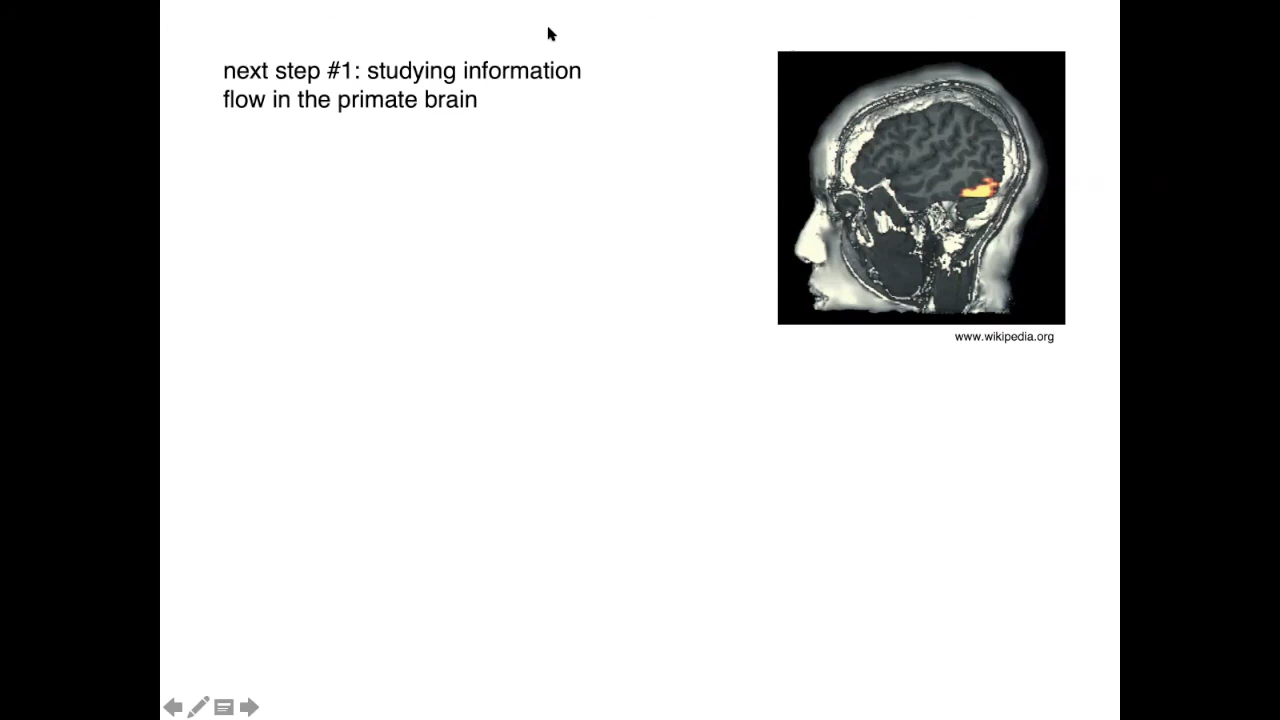 next step #1: studying information
flow in the primate brain
www.wikipedia.org